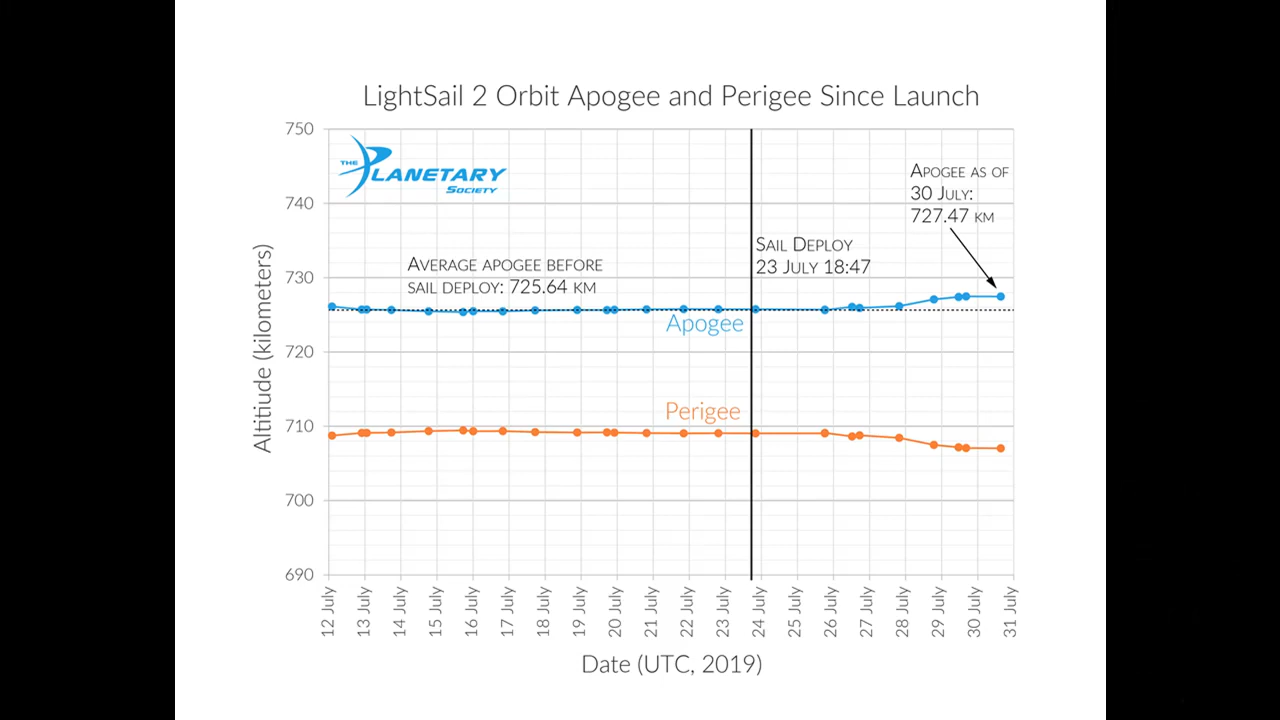 LightSail 2 Orbit Apogee and Perigee Since Launch
THE PLANETARY
SOCIETY
APOGEE AS OF
30 JULY:
727.47 KM
SAIL DEPLOY
23 JULY 18:47
AVERAGE APOGEE BEFORE
SAIL DEPLOY: 725.64 KM
Apogee
Perigee
Altitiude (kilometers)
750
740
730
720
710
700
690
12 July
13 July
14 July
15 July
16 July
17 July
18 July
19 July
20 July
21 July
22 July
23 July
24 July
25 July
26 July
27 July
28 July
29 July
30 July
31 July
Date (UTC, 2019)